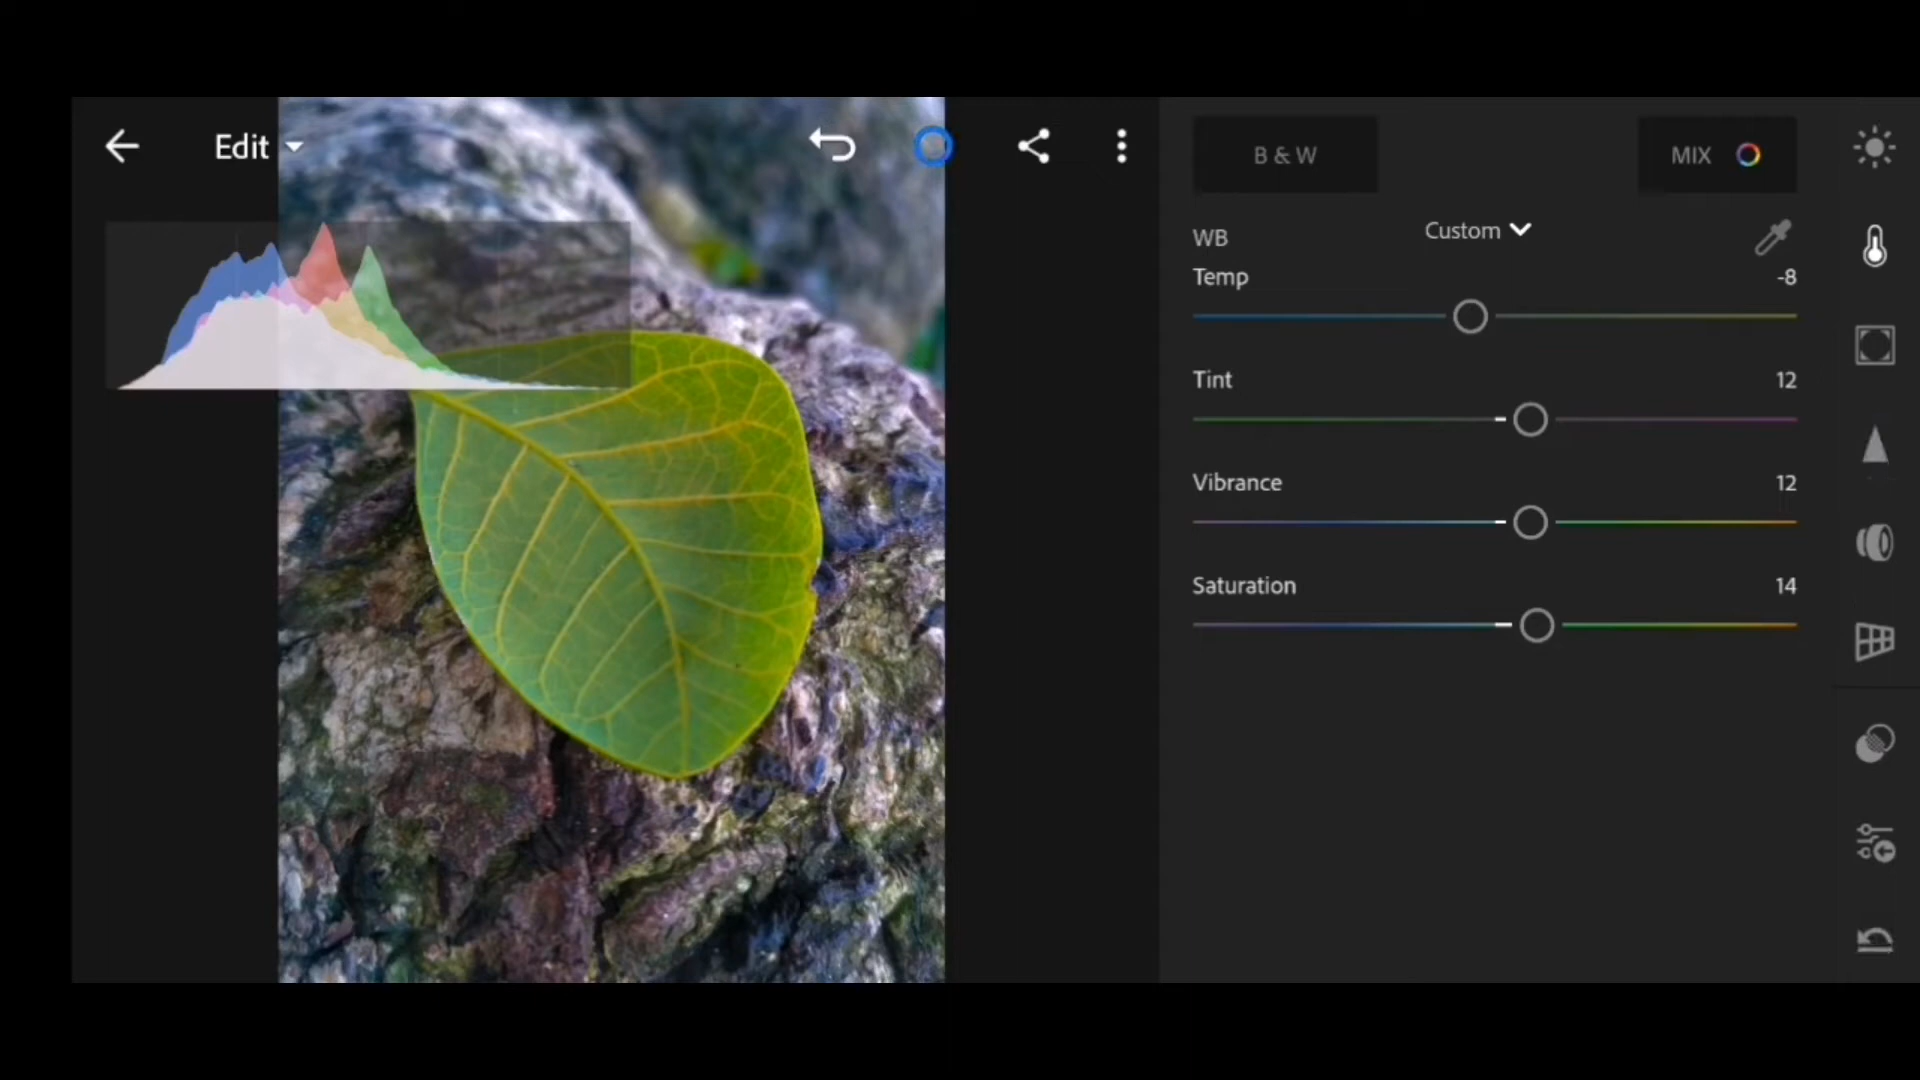 Edit
B & W
MIX
WB
Custom
Temp
-8
Tint
12
Vibrance
12
Saturation
14